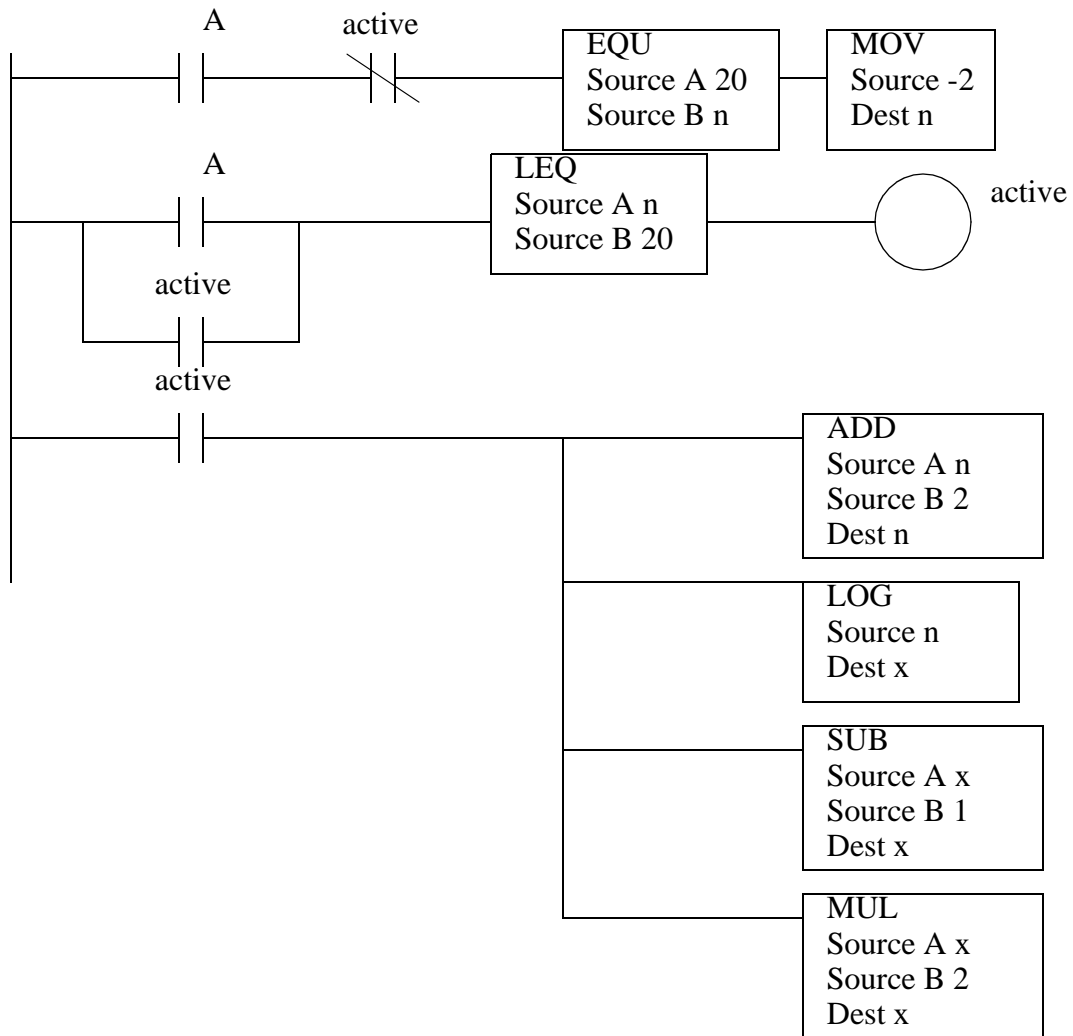 A
active
EQU
Source A 20
Source B n
MOV
Source -2
Dest n
A
LEQ
Source A n
Source B 20
active
active
active
ADD
Source A n
Source B 2
Dest n
LOG
Source n
Dest x
SUB
Source A x
Source B 1
Dest x
MUL
Source A x
Source B 2
Dest x